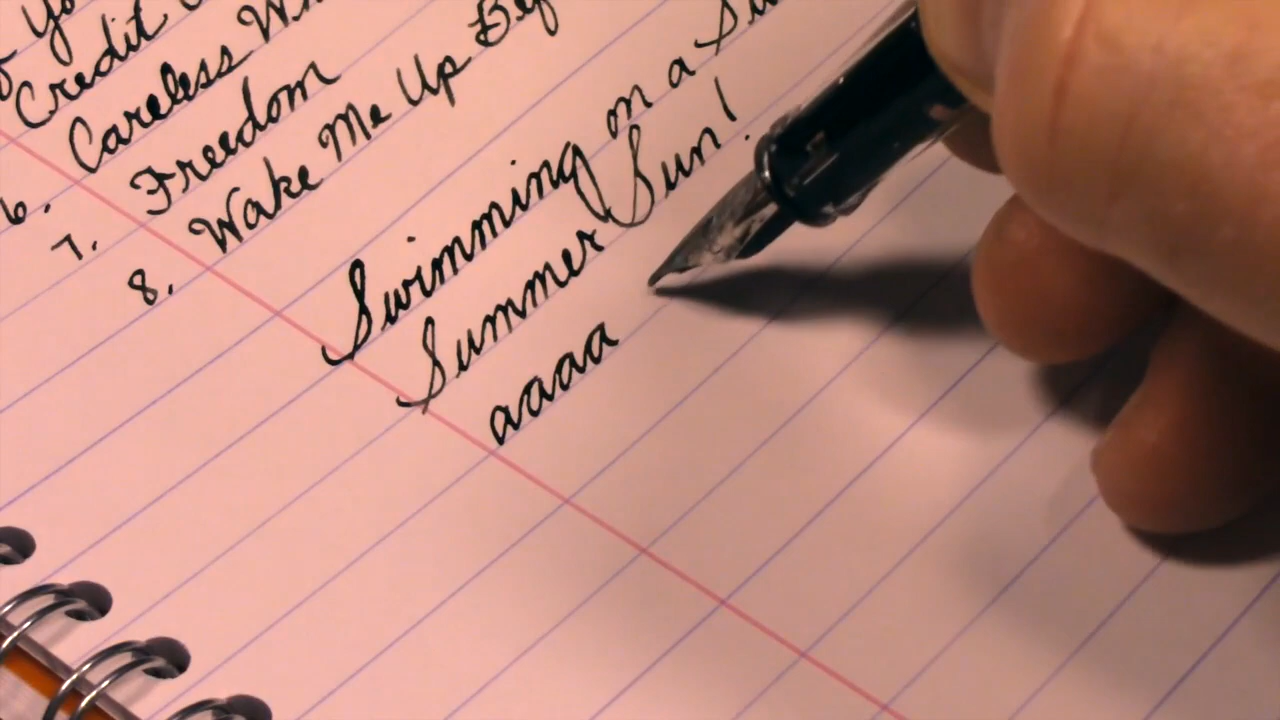 Credit
Careless
6. Freedom
7. Wake Me Up
8.
Swimming on a
Summer Sun!
aaaa